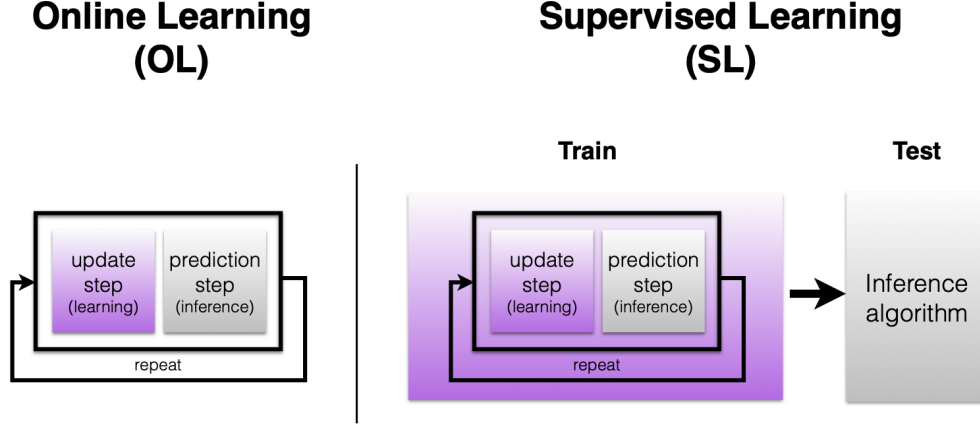 Online Learning
(OL)
update
step
(learning)
prediction
step
(inference)
repeat
Supervised Learning
(SL)
Train
update
step
(learning)
prediction
step
(inference)
repeat
Test
Inference
algorithm